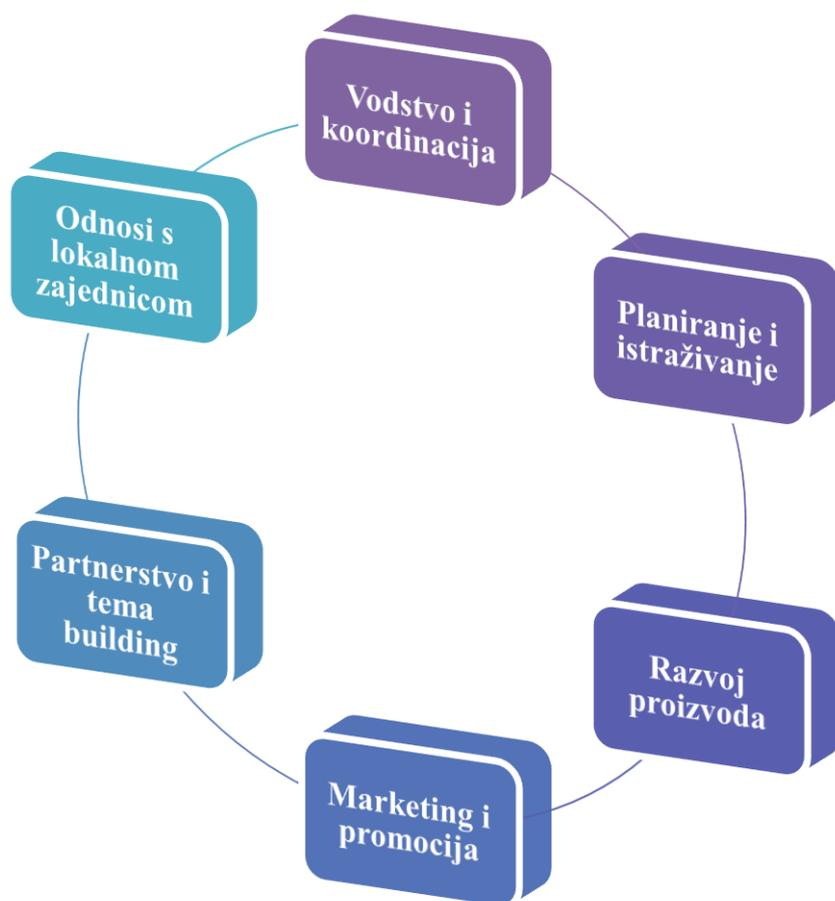 Vodstvo i
koordinacija
Planiranje i
istraživanje
Razvoj
proizvoda
Marketing i
promocija
Partnerstvo i
tema
building
Odnosi s
lokalnom
zajednicom